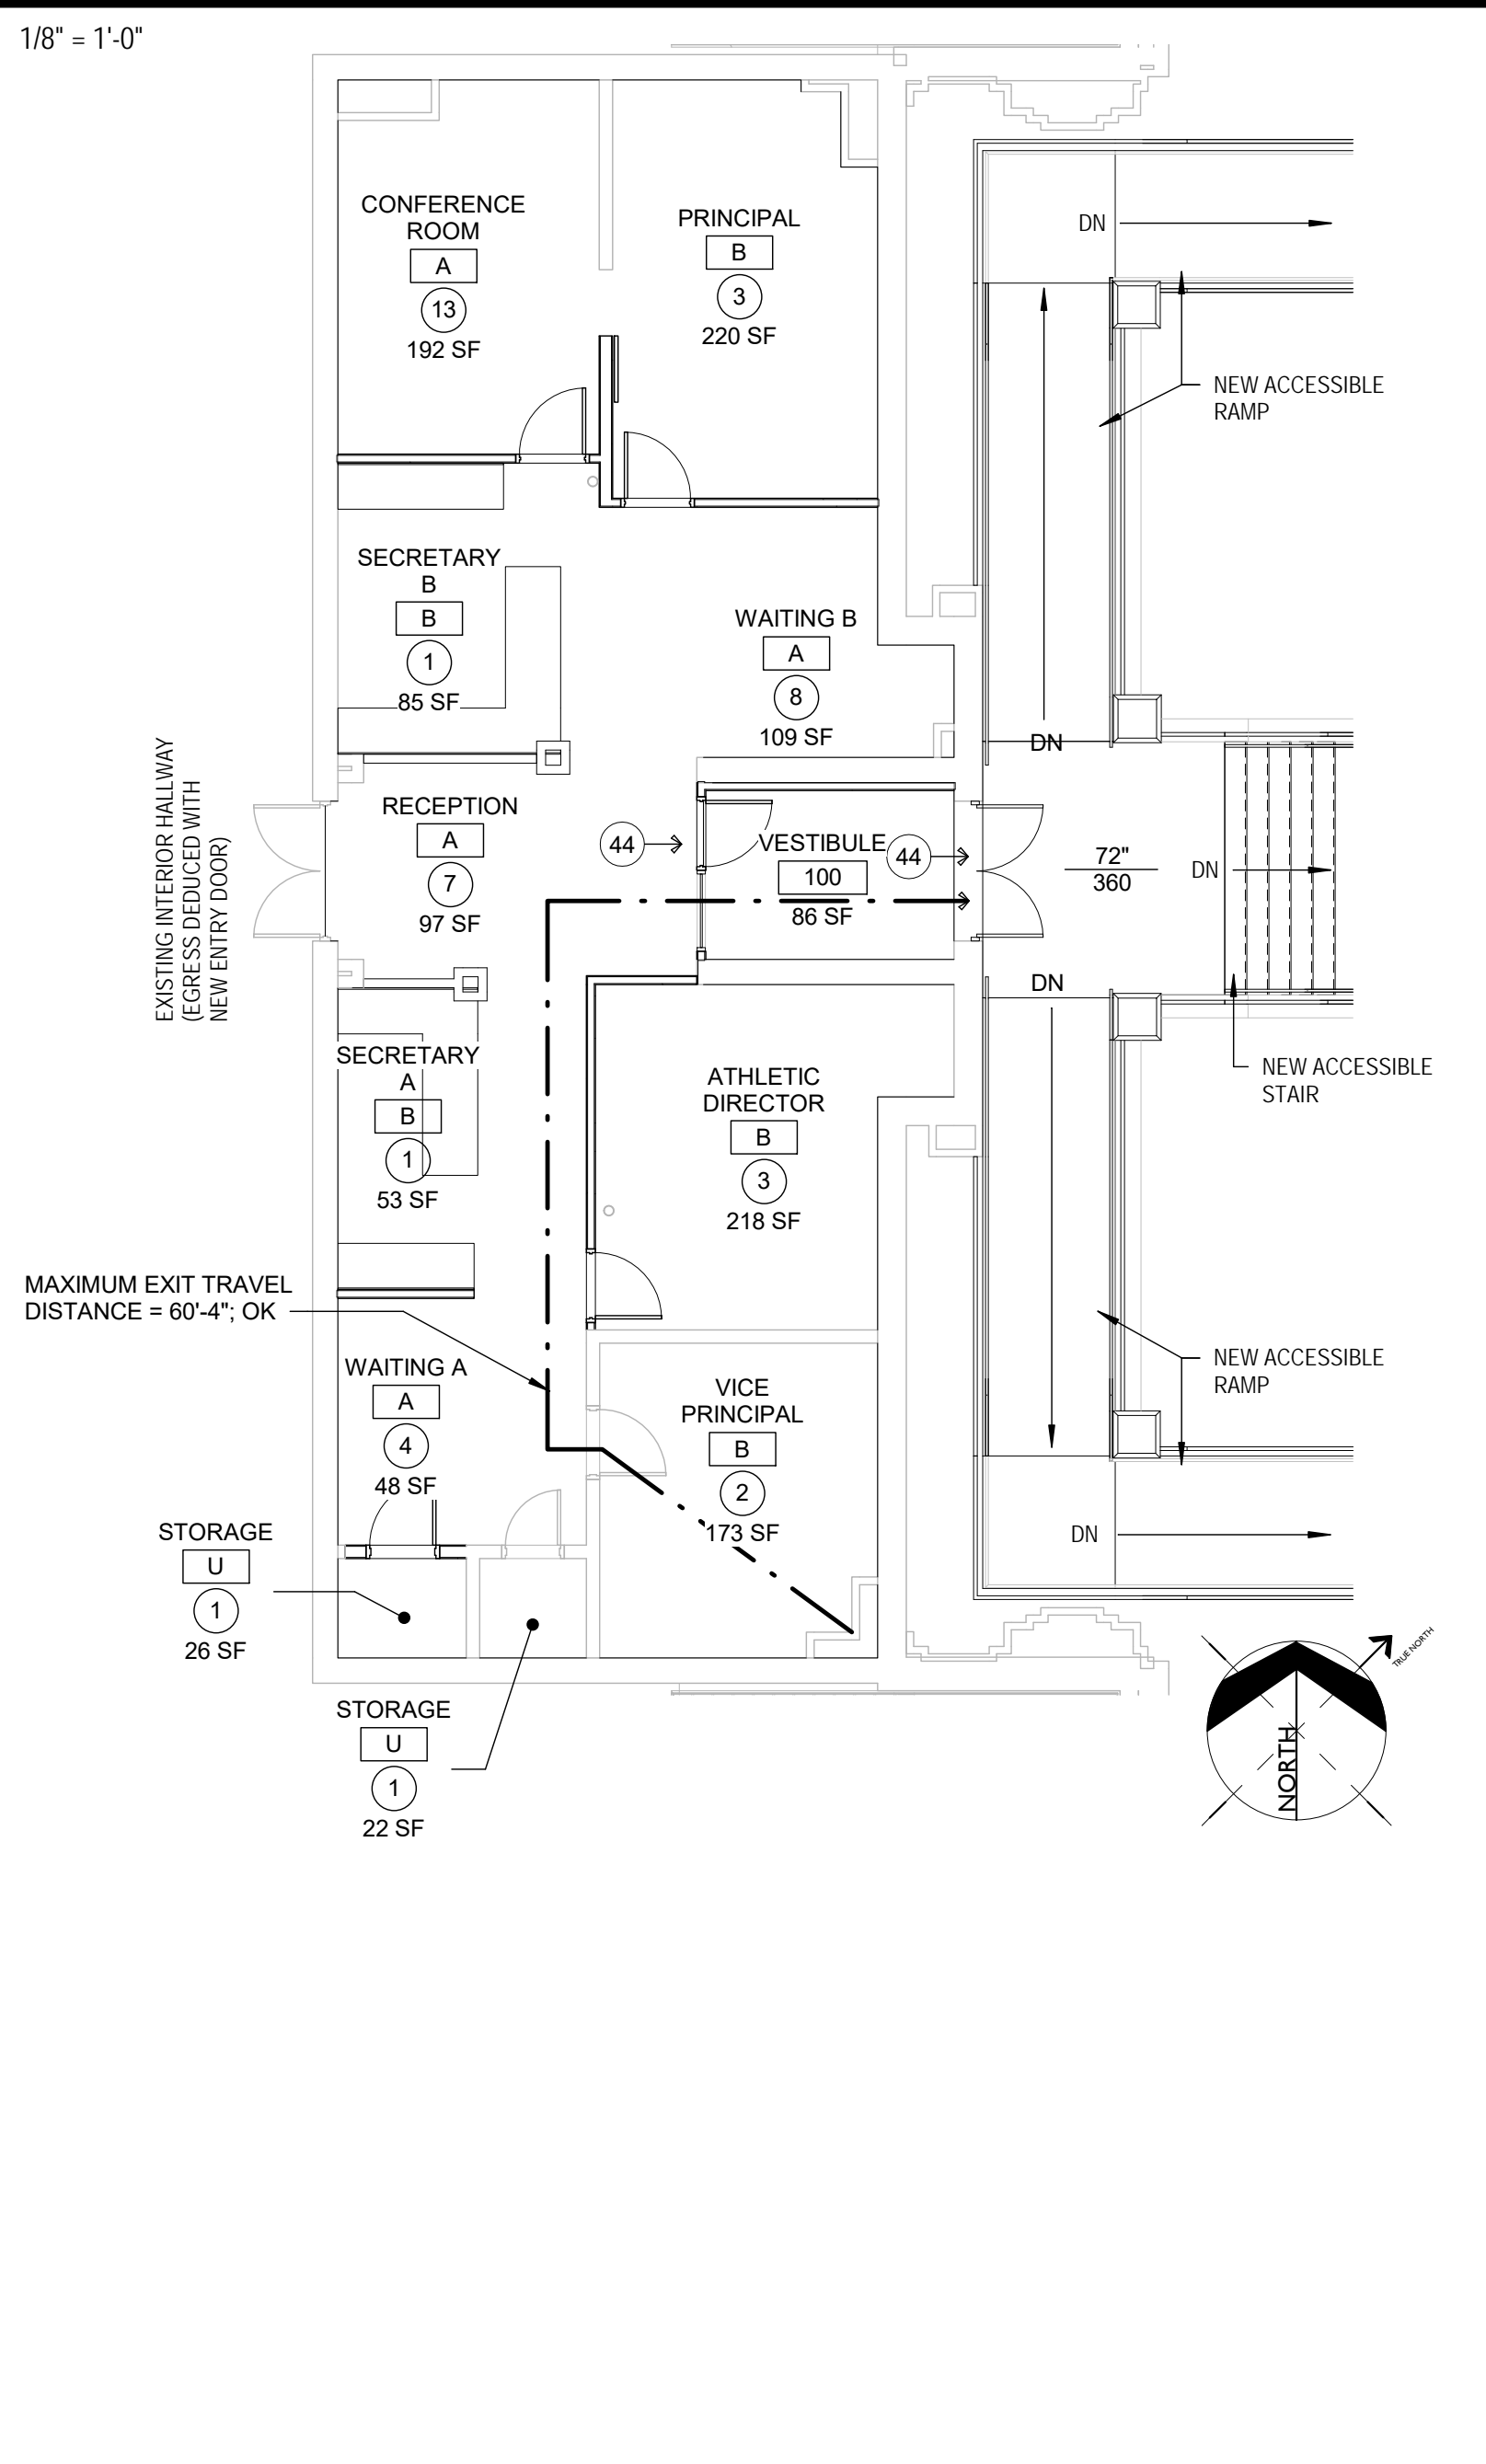 1/8" = 1'-0"
CONFERENCE
ROOM
A
13
192 SF
PRINCIPAL
B
3
220 SF
DN
NEW ACCESSIBLE
RAMP
SECRETARY
B
B
1
85 SF
WAITING B
A
8
109 SF
DN
EXISTING INTERIOR HALLWAY
(EGRESS DEDUCED WITH
NEW ENTRY DOOR)
RECEPTION
A
7
97 SF
44
VESTIBULE
100
86 SF
44
72"
360
DN
DN
NEW ACCESSIBLE
STAIR
SECRETARY
A
B
1
53 SF
ATHLETIC
DIRECTOR
B
3
218 SF
MAXIMUM EXIT TRAVEL
DISTANCE = 60'-4"; OK
WAITING A
A
4
48 SF
VICE
PRINCIPAL
B
2
173 SF
NEW ACCESSIBLE
RAMP
DN
STORAGE
U
1
26 SF
STORAGE
U
1
22 SF
TRUE NORTH
NORTH